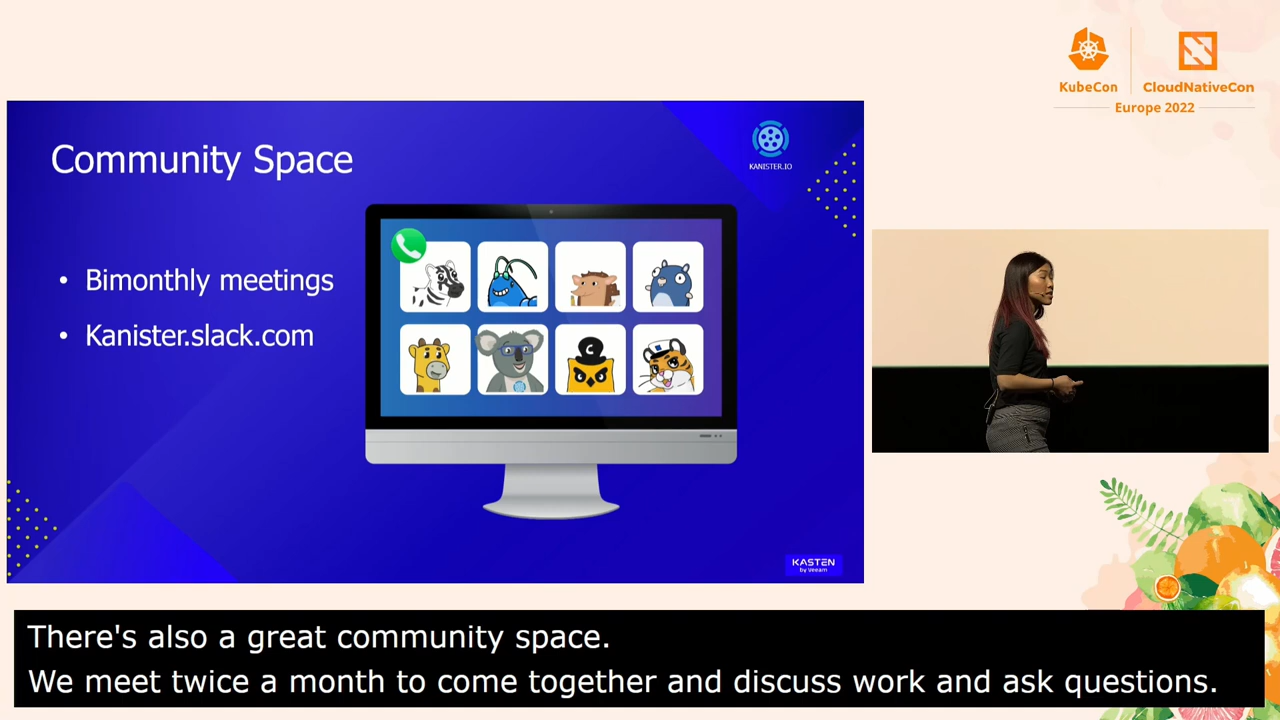 KubeCon
CloudNativeCon
Europe 2022
Community Space
KANISTER.IO
• Bimonthly meetings
• Kanister.slack.com
C
KASTEN
by Veeam
There's also a great community space.
We meet twice a month to come together and discuss work and ask questions.